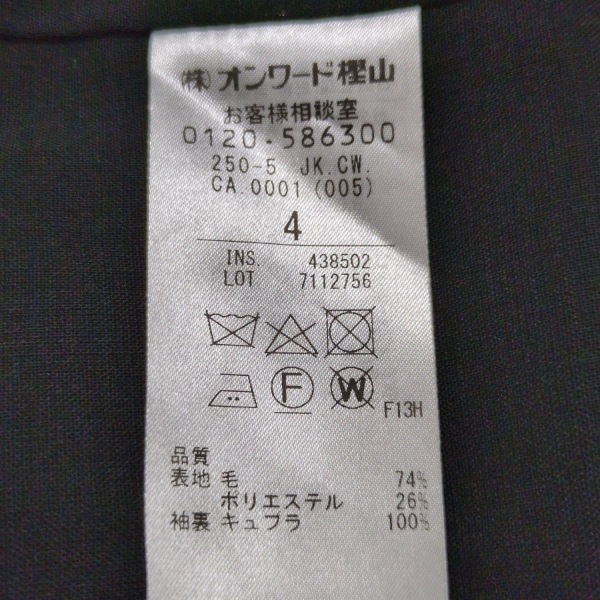 (株)オンワード樫山
お客様相談室
0120-586300
250-5 JK.CW.
CA.0001(005)
4
INS. 438502
LOT 7112756
F W F13H
品質
表地 毛 74%
ポリエステル 26%
袖裏 キュプラ 100%